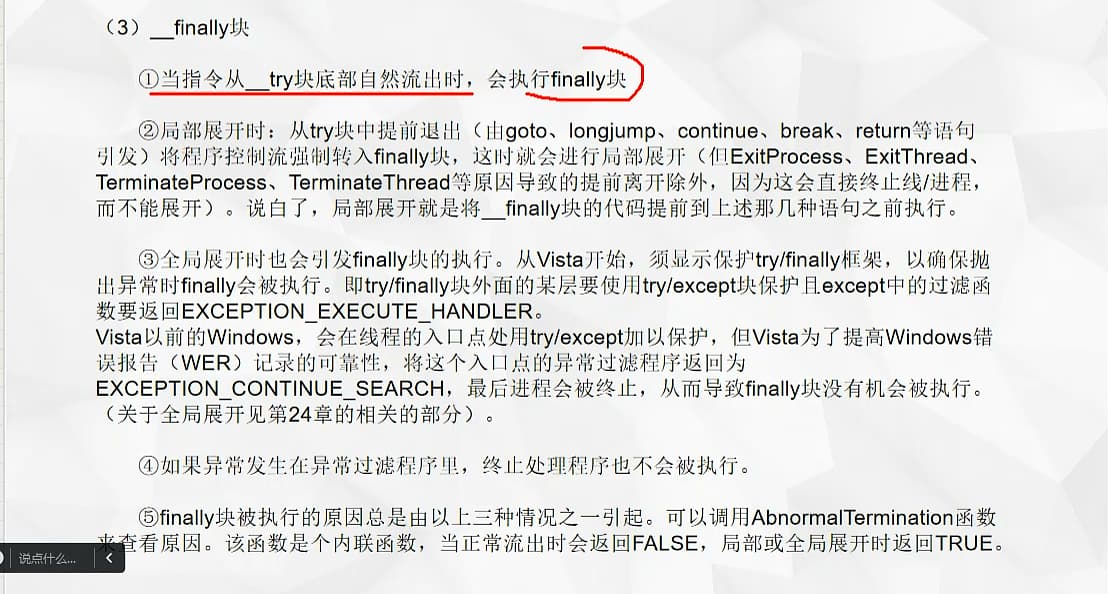 （3）__finally块
①当指令从__try块底部自然流出时，会执行finally块
②局部展开时：从try块中提前退出（由goto、longjump、continue、break、return等语句
引发）将程序控制流强制转入finally块，这时就会进行局部展开（但ExitProcess、ExitThread、
TerminateProcess、TerminateThread等原因导致的提前离开除外，因为这会直接终止线/进程，
而不能展开）。说白了，局部展开就是将__finally块的代码提前到上述那几种语句之前执行。
③全局展开时也会引发finally块的执行。从Vista开始，须显示保护try/finally框架，以确保抛
出异常时finally会被执行。即try/finally块外面的某层要使用try/except块保护且except中的过滤函
数要返回EXCEPTION_EXECUTE_HANDLER。
Vista以前的Windows，会在线程的入口点处用try/except加以保护，但Vista为了提高Windows错
误报告（WER）记录的可靠性，将这个入口点的异常过滤程序返回为
EXCEPTION_CONTINUE_SEARCH，最后进程会被终止，从而导致finally块没有机会被执行。
（关于全局展开见第24章的相关的部分）。
④如果异常发生在异常过滤程序里，终止处理程序也不会被执行。
⑤finally块被执行的原因总是由以上三种情况之一引起。可以调用AbnormalTermination函数
来查看原因。该函数是个内联函数，当正常流出时会返回FALSE，局部或全局展开时返回TRUE。
说点什么...